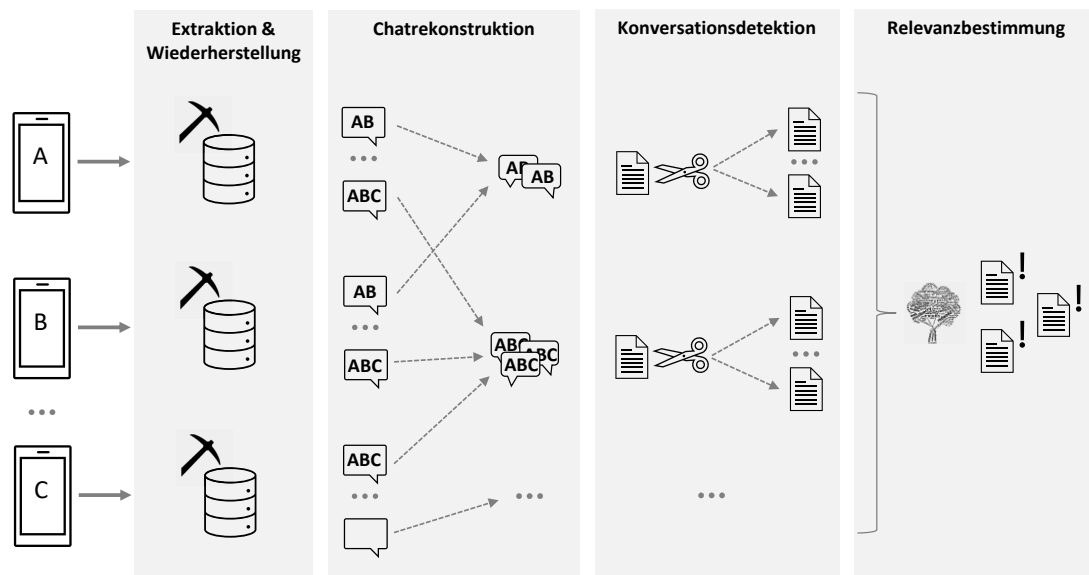 Extraktion &
Wiederherstellung
Chatrekonstruktion
Konversationsdetektion
Relevanzbestimmung
A
AB
...
ABC
AB
AB
...
!
!
!
B
AB
...
ABC
ABC
ABC
ABC
...
...
C
ABC
...
...
...